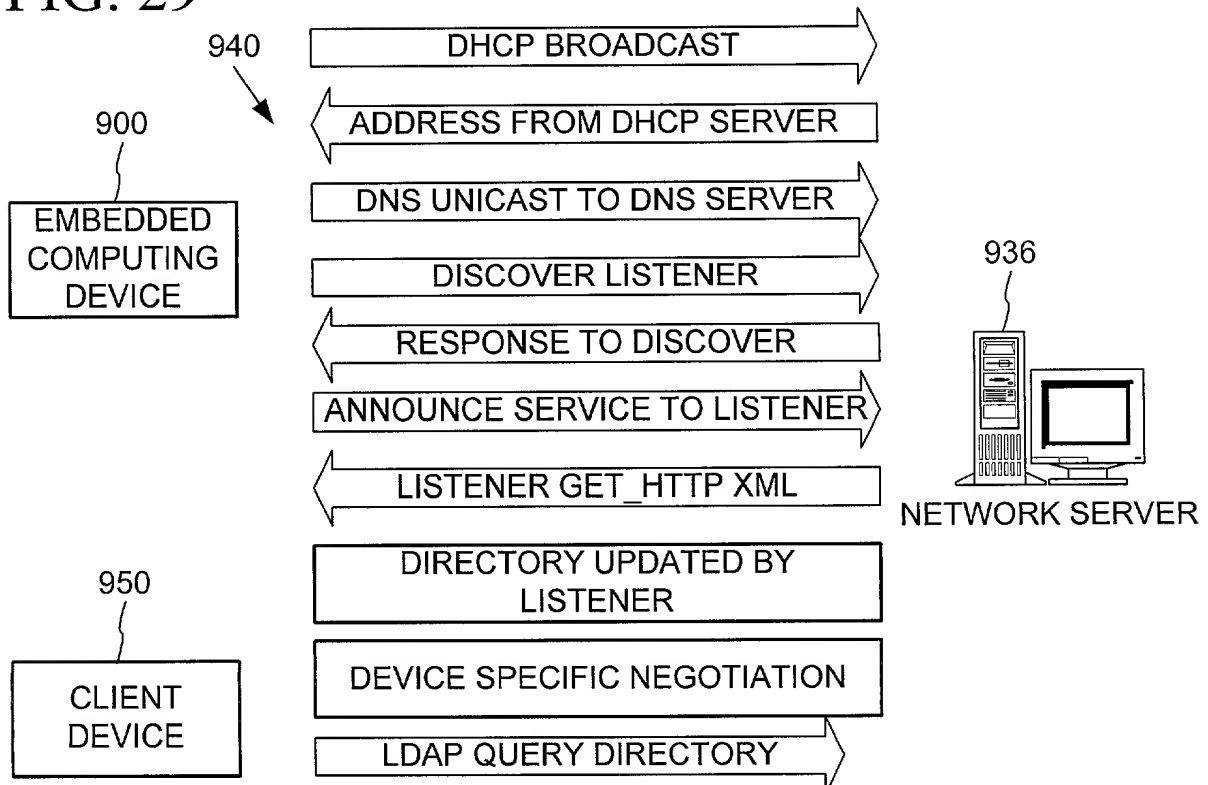 FIG. 29
940
DHCP BROADCAST
ADDRESS FROM DHCP SERVER
900
EMBEDDED
COMPUTING
DEVICE
DNS UNICAST TO DNS SERVER
DISCOVER LISTENER
936
RESPONSE TO DISCOVER
ANNOUNCE SERVICE TO LISTENER
LISTENER GET_HTTP XML
NETWORK SERVER
DIRECTORY UPDATED BY
LISTENER
950
CLIENT
DEVICE
DEVICE SPECIFIC NEGOTIATION
LDAP QUERY DIRECTORY